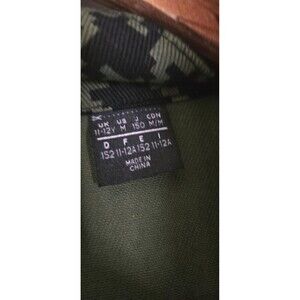 UK US J CDN
11-12Y M 150 M/M
D F E I
152 11-12A 152 11-12A
MADE IN
CHINA